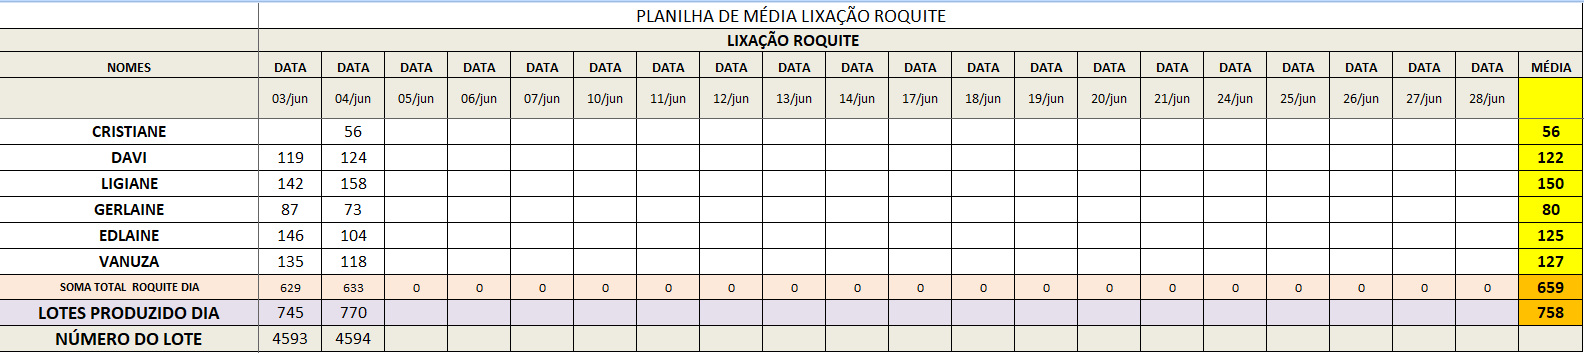 PLANILHA DE MÉDIA LIXAÇÃO ROQUITE
LIXAÇÃO ROQUITE
NOMES DATA DATA DATA DATA DATA DATA DATA DATA DATA DATA DATA DATA DATA DATA DATA DATA DATA DATA DATA DATA MÉDIA
03/jun 04/jun 05/jun 06/jun 07/jun 10/jun 11/jun 12/jun 13/jun 14/jun 17/jun 18/jun 19/jun 20/jun 21/jun 24/jun 25/jun 26/jun 27/jun 28/jun
CRISTIANE 56 56
DAVI 119 124 122
LIGIANE 142 158 150
GERLAINE 87 73 80
EDLAINE 146 104 125
VANUZA 135 118 127
SOMA TOTAL ROQUITE DIA 629 633 0 0 0 0 0 0 0 0 0 0 0 0 0 0 0 0 0 0 659
LOTES PRODUZIDO DIA 745 770 758
NÚMERO DO LOTE 4593 4594